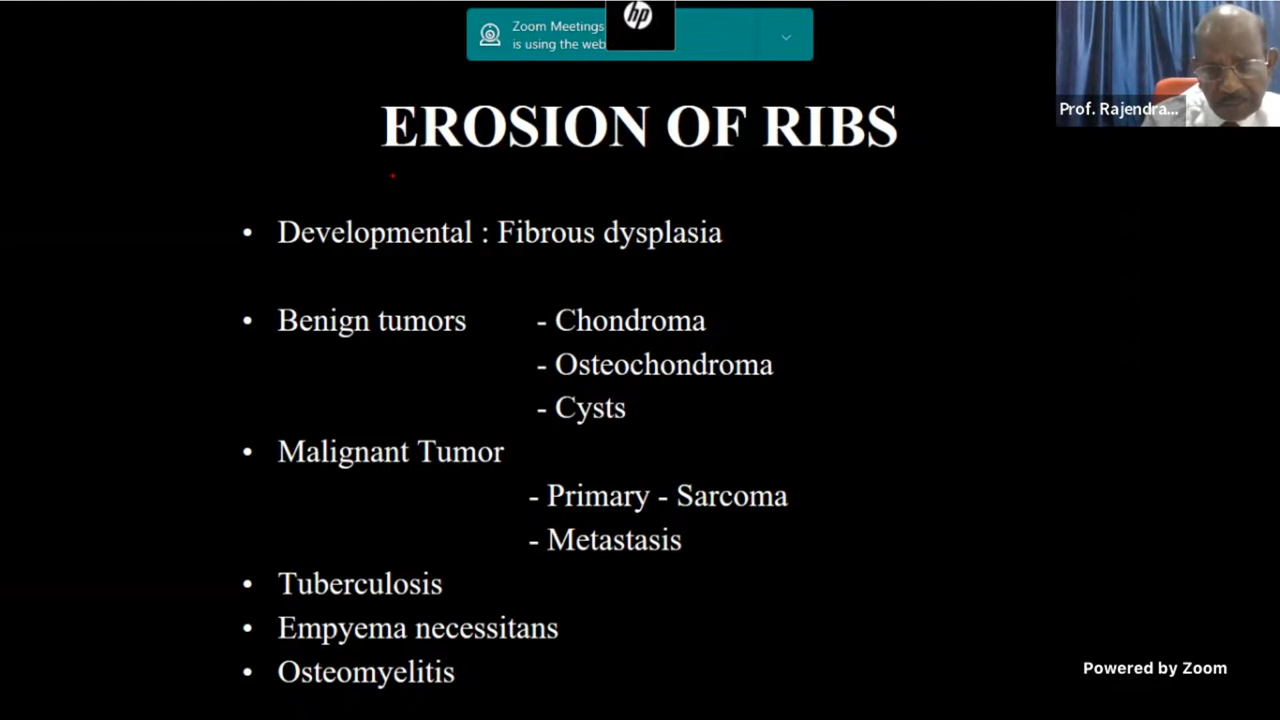 Zoom Meetings
is using the web
hp
Prof. Rajendra...
EROSION OF RIBS
• Developmental : Fibrous dysplasia
• Benign tumors - Chondroma
- Osteochondroma
- Cysts
• Malignant Tumor
- Primary - Sarcoma
- Metastasis
• Tuberculosis
• Empyema necessitans
• Osteomyelitis
Powered by Zoom